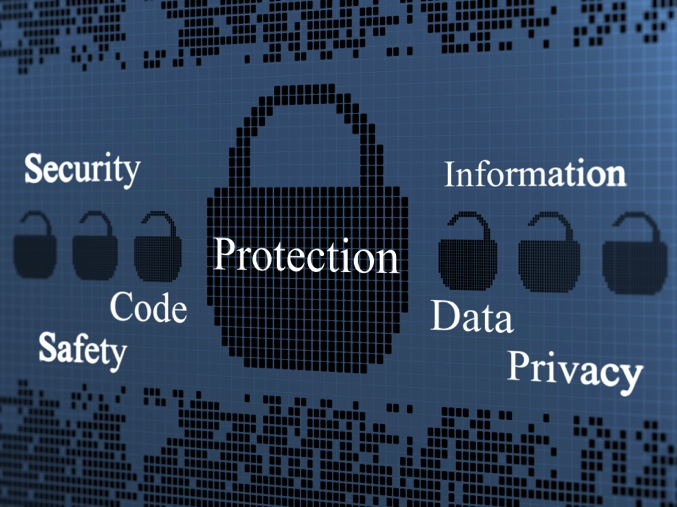 Security
Information
Protection
Code
Data
Safety
Privacy